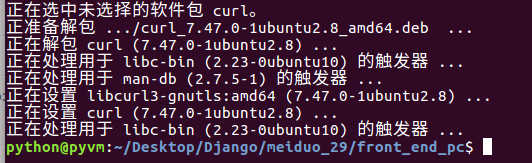 正在选中未选择的软件包 curl。
正准备解包 .../curl_7.47.0-1ubuntu2.8_amd64.deb ...
正在解包 curl (7.47.0-1ubuntu2.8) ...
正在处理用于 libc-bin (2.23-0ubuntu10) 的触发器 ...
正在处理用于 man-db (2.7.5-1) 的触发器 ...
正在设置 libcurl3-gnutls:amd64 (7.47.0-1ubuntu2.8) ...
正在设置 curl (7.47.0-1ubuntu2.8) ...
正在处理用于 libc-bin (2.23-0ubuntu10) 的触发器 ...
python@pyvm:~/Desktop/Django/meiduo_29/front_end_pc$